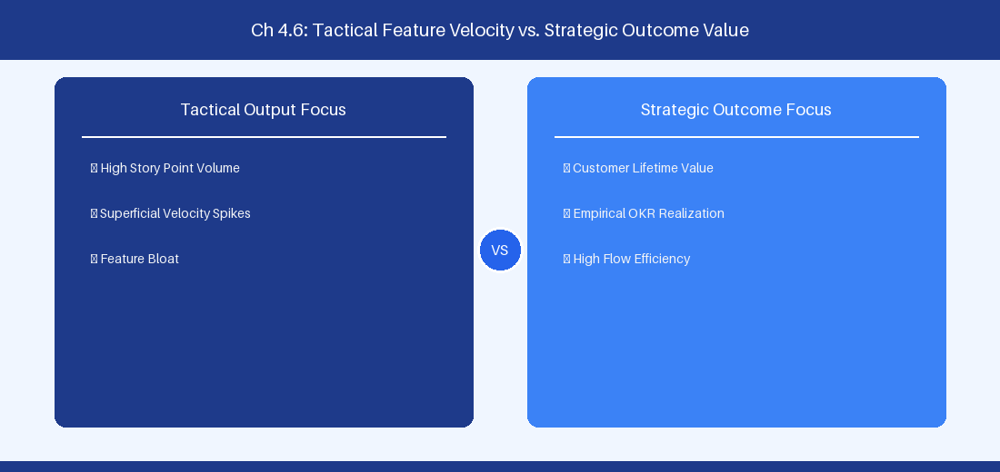 Ch 4.6: Tactical Feature Velocity vs. Strategic Outcome Value
Tactical Output Focus
High Story Point Volume
Superficial Velocity Spikes
Feature Bloat
VS
Strategic Outcome Focus
Customer Lifetime Value
Empirical OKR Realization
High Flow Efficiency